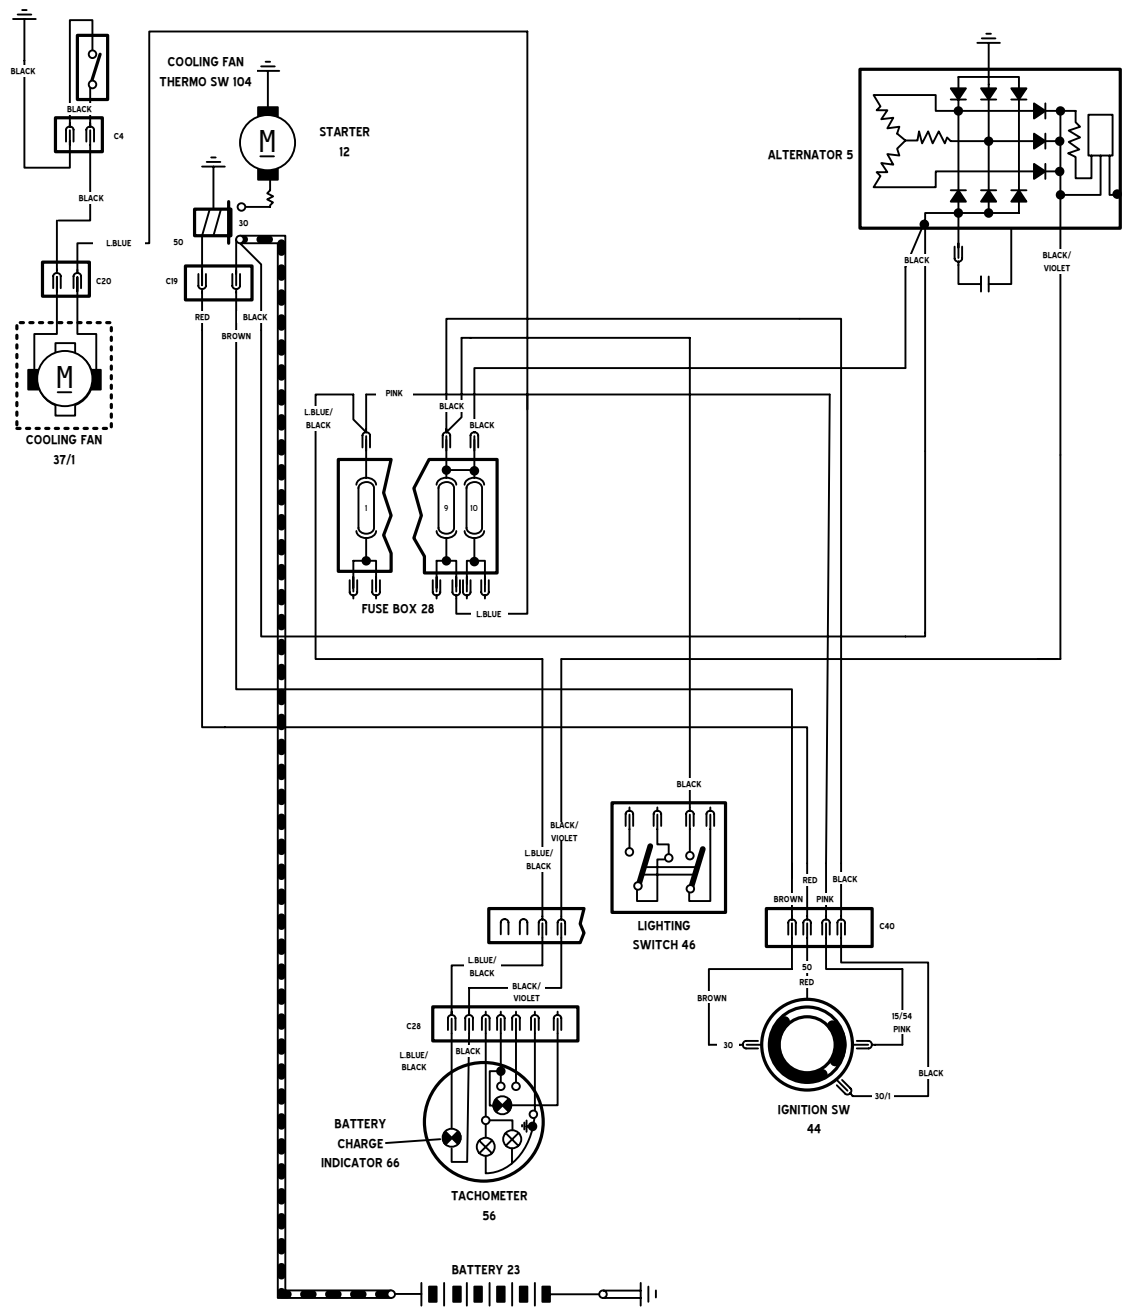 COOLING FAN
THERMO SW 104
BLACK
BLACK
C4
M
STARTER
12
ALTERNATOR 5
BLACK
30
L.BLUE
50
BLACK
BLACK/
VIOLET
C20
C19
RED
BLACK
BROWN
M
PINK
L.BLUE/
BLACK
BLACK
BLACK
COOLING FAN
37/1
1
9
10
FUSE BOX 28
L.BLUE
BLACK
BLACK/
VIOLET
L.BLUE/
BLACK
RED
BLACK
BROWN
PINK
LIGHTING
SWITCH 46
C40
L.BLUE/
BLACK
50
RED
BLACK/
VIOLET
BROWN
15/54
PINK
C28
L.BLUE/
BLACK
BLACK
30
BLACK
30/1
IGNITION SW
44
BATTERY
CHARGE
INDICATOR 66
TACHOMETER
56
BATTERY 23